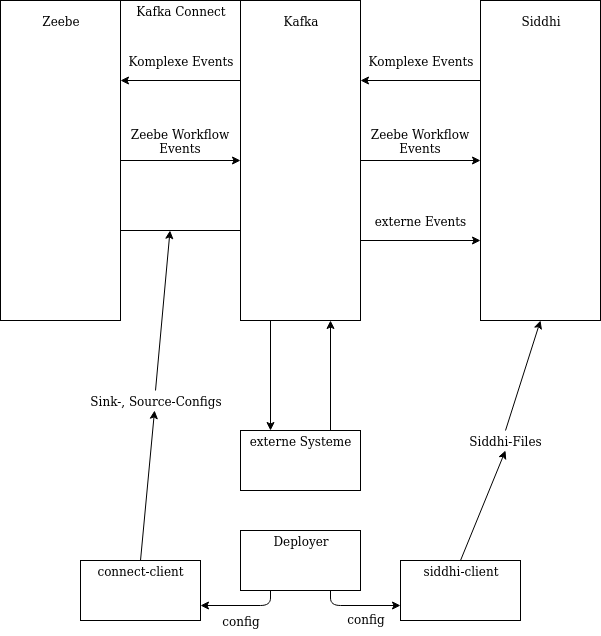 Zeebe
Kafka Connect
Kafka
Siddhi
Komplexe Events
Komplexe Events
Zeebe Workflow
Events
Zeebe Workflow
Events
externe Events
Sink-, Source-Configs
externe Systeme
Siddhi-Files
Deployer
connect-client
siddhi-client
config
config